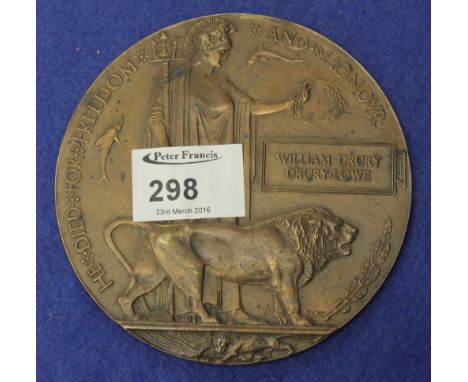 HE DIED FOR FREEDOM AND HONOUR
WILLIAM DRURY
DRURY-LOWE
Peter Francis
298
23rd March 2016